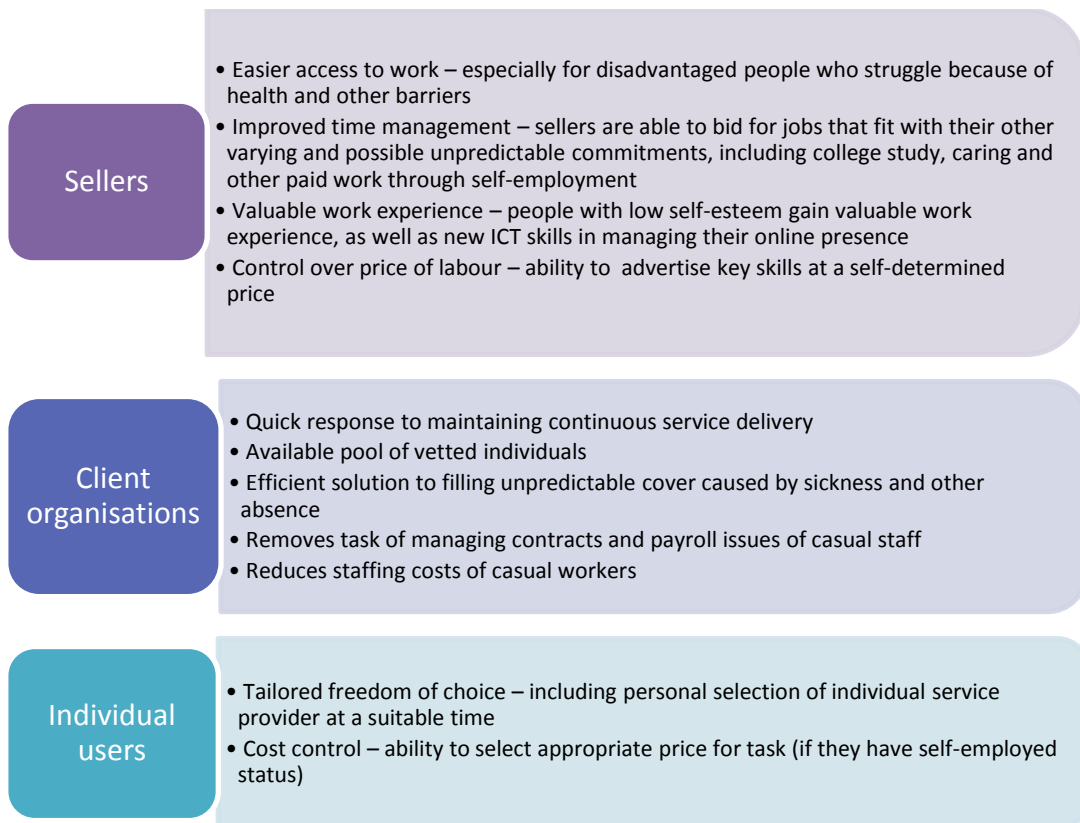 Sellers
• Easier access to work – especially for disadvantaged people who struggle because of
health and other barriers
• Improved time management – sellers are able to bid for jobs that fit with their other
varying and possible unpredictable commitments, including college study, caring and
other paid work through self-employment
• Valuable work experience – people with low self-esteem gain valuable work
experience, as well as new ICT skills in managing their online presence
• Control over price of labour – ability to  advertise key skills at a self-determined
price
Client
organisations
• Quick response to maintaining continuous service delivery
• Available pool of vetted individuals
• Efficient solution to filling unpredictable cover caused by sickness and other
absence
• Removes task of managing contracts and payroll issues of casual staff
• Reduces staffing costs of casual workers
Individual
users
• Tailored freedom of choice – including personal selection of individual service
provider at a suitable time
• Cost control – ability to select appropriate price for task (if they have self-employed
status)